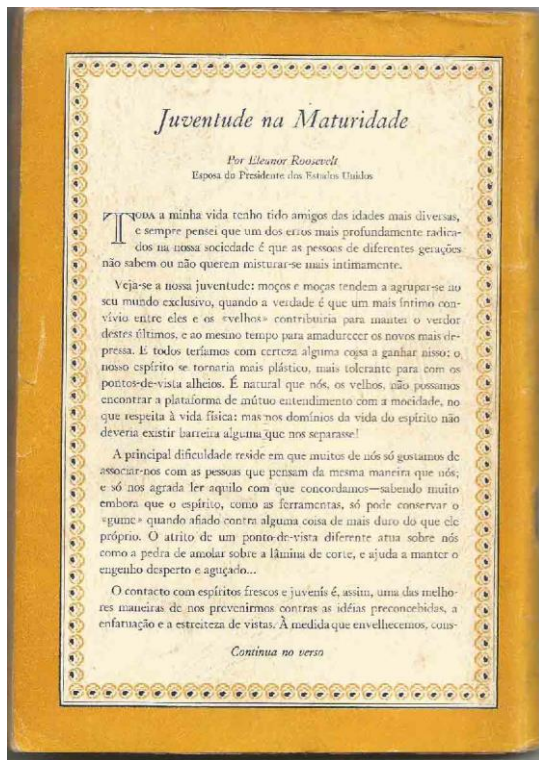 Juventude na Maturidade
Por Eleanor Roosevelt
Esposa do Presidente dos Estados Unidos
TODA a minha vida tenho tido amigos das idades mais diversas,
e sempre pensei que um dos erros mais profundamente radica-
dos na nossa sociedade é que as pessoas de diferentes gerações
não sabem ou não querem misturar-se mais intimamente.
Veja-se a nossa juventude: moços e moças tendem a agrupar-se no
seu mundo exclusivo, quando a verdade é que um mais íntimo con-
vívio entre eles e os «velhos» contribuiria para manter o verdor
destes últimos, e ao mesmo tempo para amadurecer os novos mais de-
pressa. E todos teríamos com certeza alguma coisa a ganhar nisso: o
nosso espírito se tornaria mais plástico, mais tolerante para com os
pontos-de-vista alheios. É natural que nós, os velhos, não possamos
encontrar a plataforma de mútuo entendimento com a mocidade, no
que respeita à vida física: mas nos domínios da vida do espírito não
deveria existir barreira alguma que nos separasse!
A principal dificuldade reside em que muitos de nós só gostamos de
associar-nos com as pessoas que pensam da mesma maneira que nós;
e só nos agrada ler aquilo com que concordamos—sabendo muito
embora que o espírito, como as ferramentas, só pode conservar o
«gume» quando afiado contra alguma coisa de mais duro do que ele
próprio. O atrito de um ponto-de-vista diferente atua sobre nós
como a pedra de amolar sobre a lâmina de corte, e ajuda a manter o
engenho desperto e aguçado...
O contacto com espíritos frescos e juvenis é, assim, uma das melho-
res maneiras de nos prevenirmos contra as idéias preconcebidas, a
enfatuação e a estreiteza de vistas. À medida que envelhecemos, cons-
Continua no verso